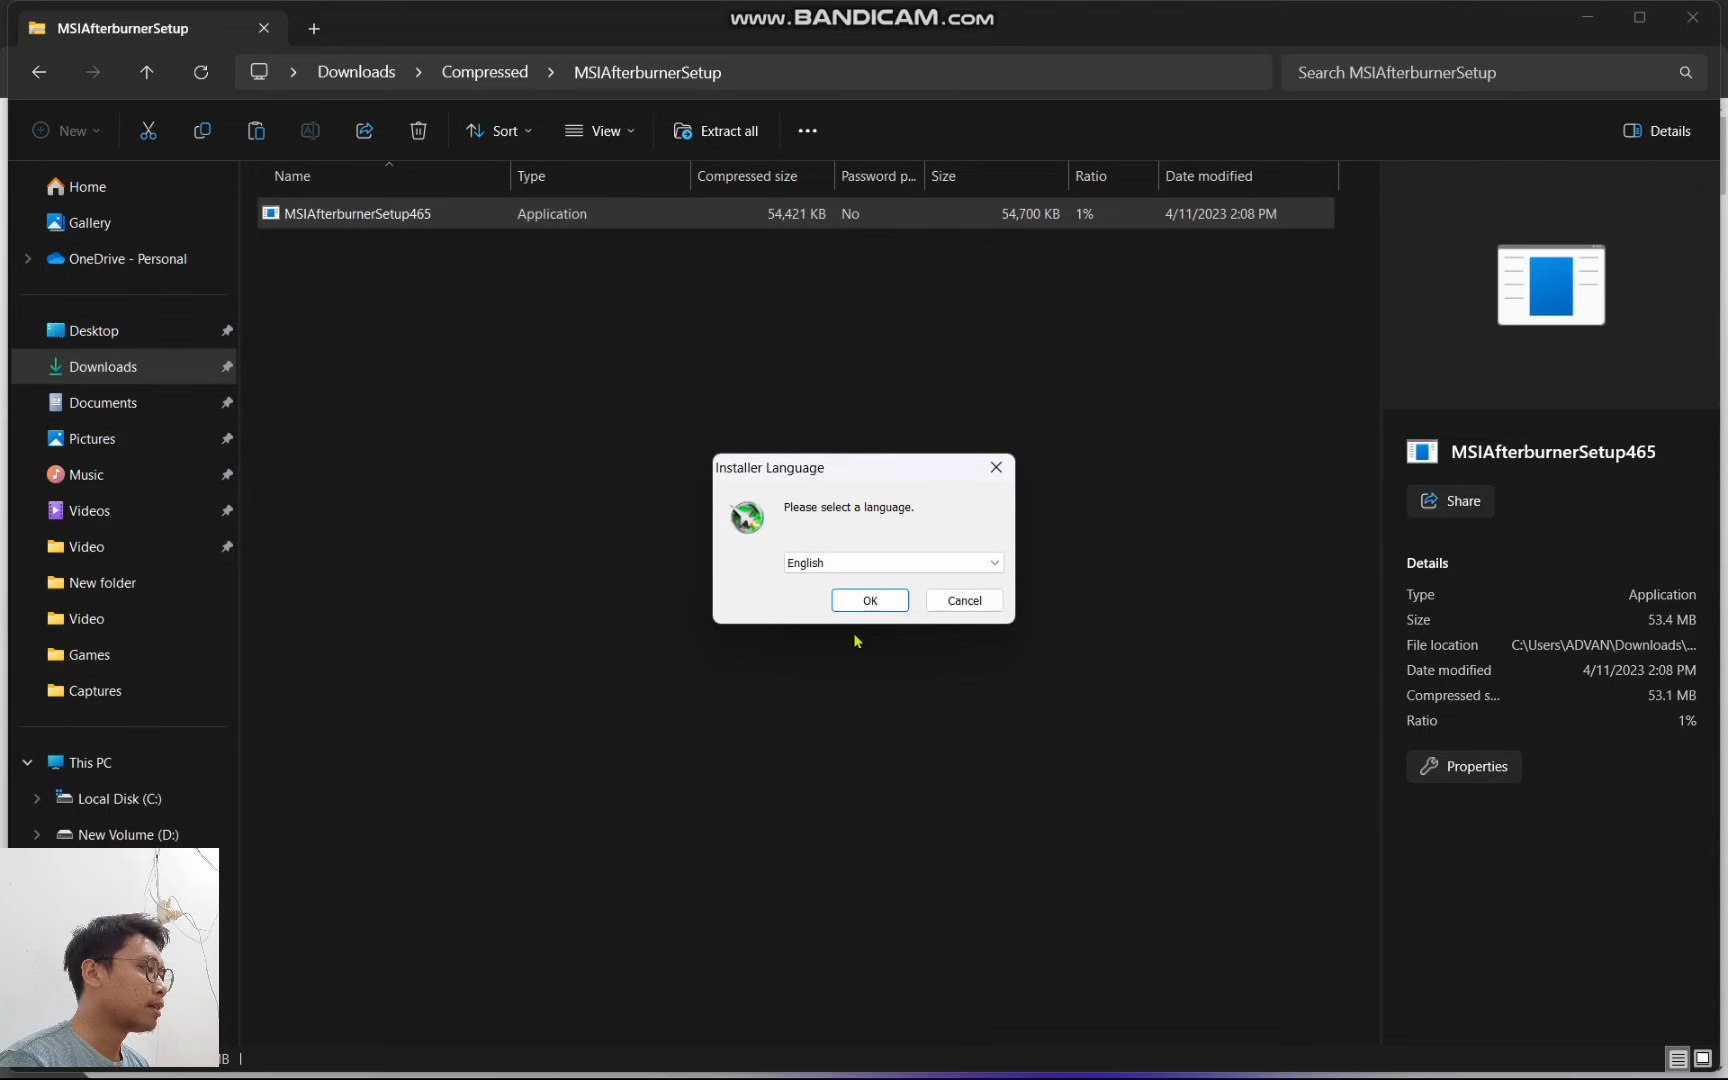 www.BANDICAM.com
MSIAfterburnerSetup
Downloads
Compressed
MSIAfterburnerSetup
Search MSIAfterburnerSetup
New
Sort
View
Extract all
Details
Name
Type
Compressed size
Password p...
Size
Ratio
Date modified
MSIAfterburnerSetup465
Application
54,421 KB
No
54,700 KB
1%
4/11/2023 2:08 PM
Home
Gallery
OneDrive - Personal
Desktop
Downloads
Documents
Pictures
Music
Videos
Video
New folder
Video
Games
Captures
This PC
Local Disk (C:)
New Volume (D:)
Installer Language
Please select a language.
English
OK
Cancel
MSIAfterburnerSetup465
Share
Details
Type
Application
Size
53.4 MB
File location
C:\Users\ADVAN\Downloads\...
Date modified
4/11/2023 2:08 PM
Compressed s...
53.1 MB
Ratio
1%
Properties